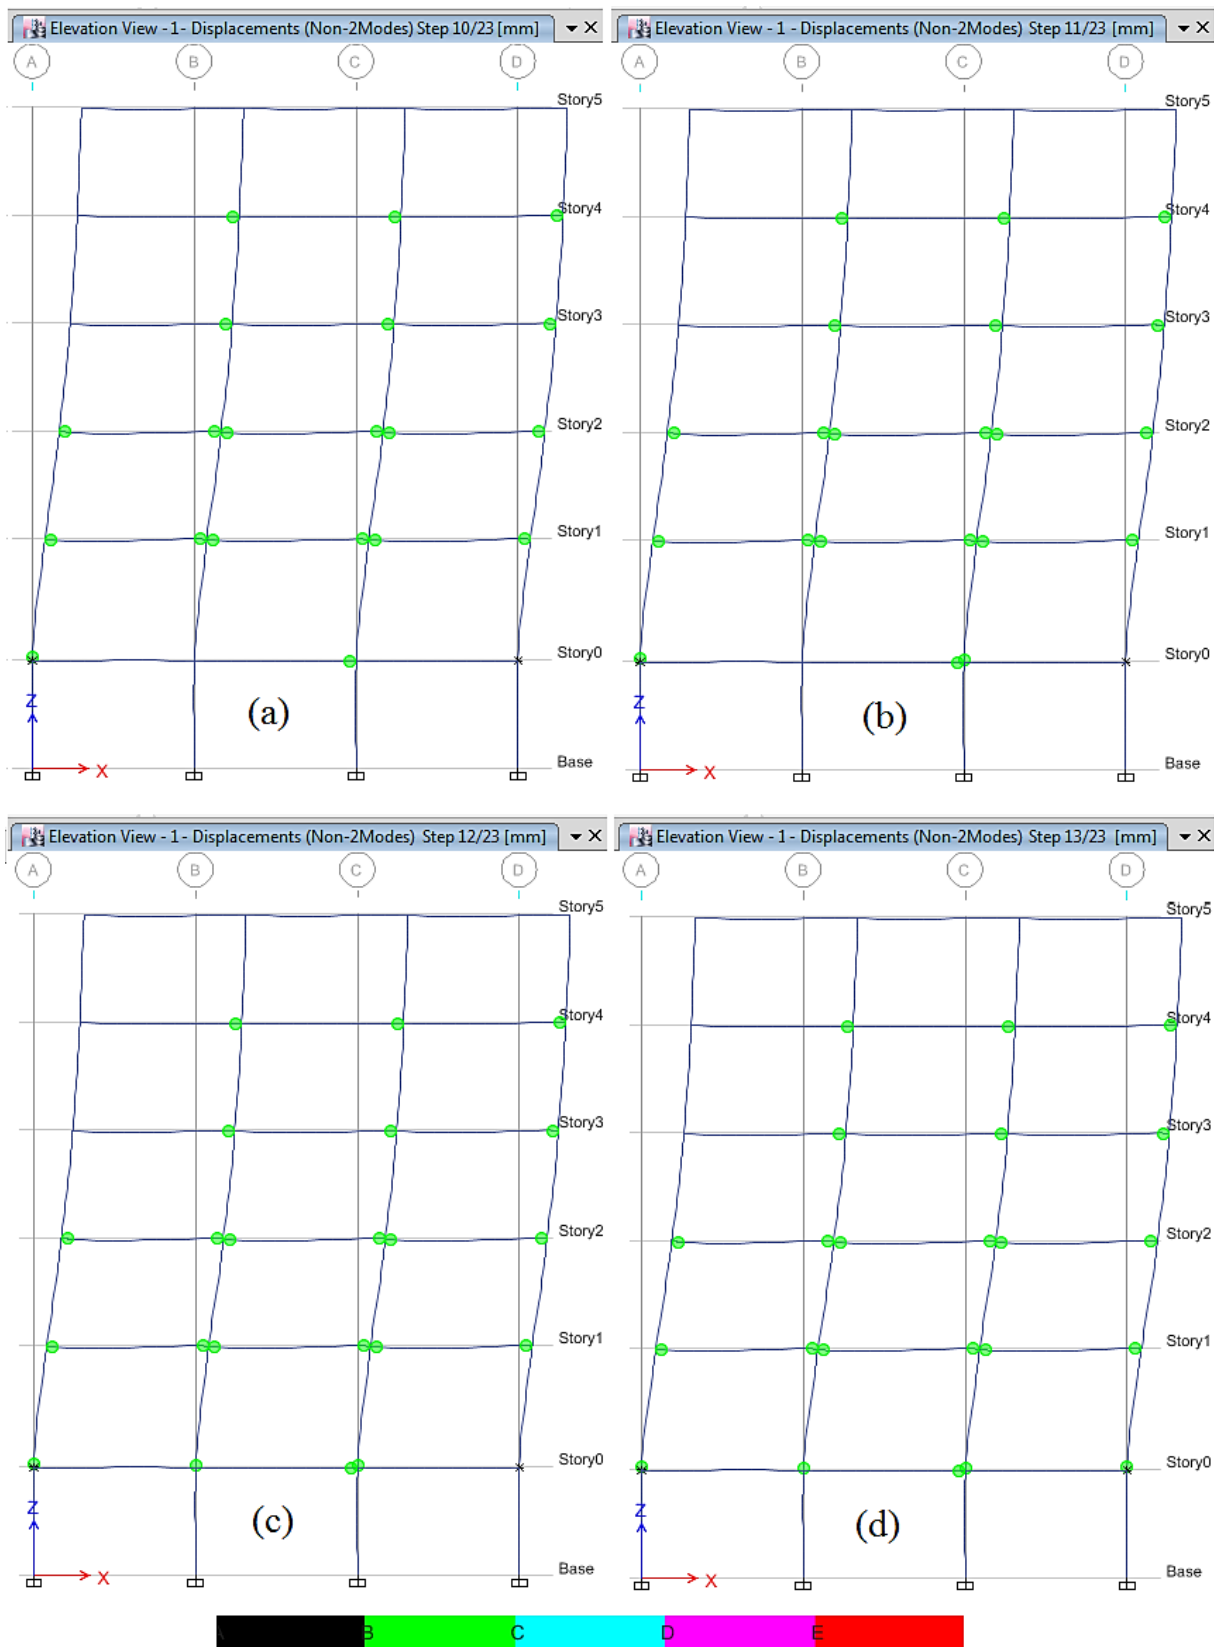 Elevation View - 1- Displacements (Non-2Modes) Step 10/23 [mm]
A B C D
Story5
Story4
Story3
Story2
Story1
Story0
Z
(a)
Base
X
Elevation View - 1 - Displacements (Non-2Modes) Step 11/23 [mm]
A B C D
Story5
Story4
Story3
Story2
Story1
Story0
Z
(b)
Base
X
Elevation View - 1- Displacements (Non-2Modes) Step 12/23 [mm]
A B C D
Story5
Story4
Story3
Story2
Story1
Story0
Z
(c)
Base
X
Elevation View - 1- Displacements (Non-2Modes) Step 13/23 [mm]
A B C D
Story5
Story4
Story3
Story2
Story1
Story0
Z
(d)
Base
X
B C D E